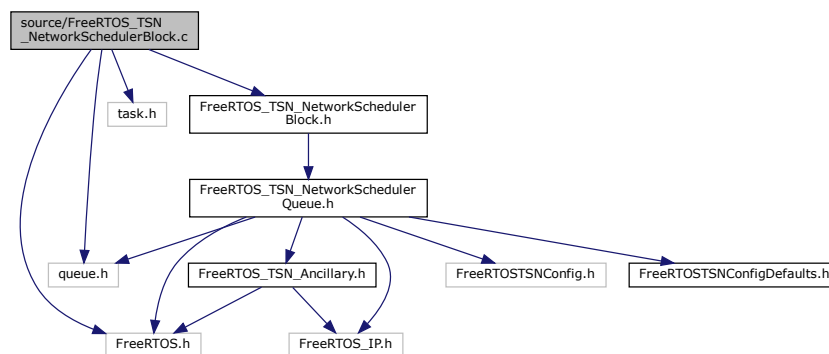 source/FreeRTOS_TSN
_NetworkSchedulerBlock.c
task.h
FreeRTOS_TSN_NetworkScheduler
Block.h
FreeRTOS_TSN_NetworkScheduler
Queue.h
queue.h
FreeRTOS_TSN_Ancillary.h
FreeRTOSTSNConfig.h
FreeRTOSTSNConfigDefaults.h
FreeRTOS.h
FreeRTOS_IP.h